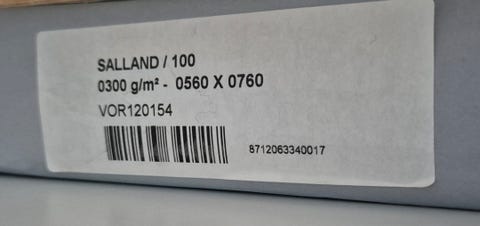 SALLAND / 100
0300 g/m² - 0560 X 0760
VOR120154
8712063340017